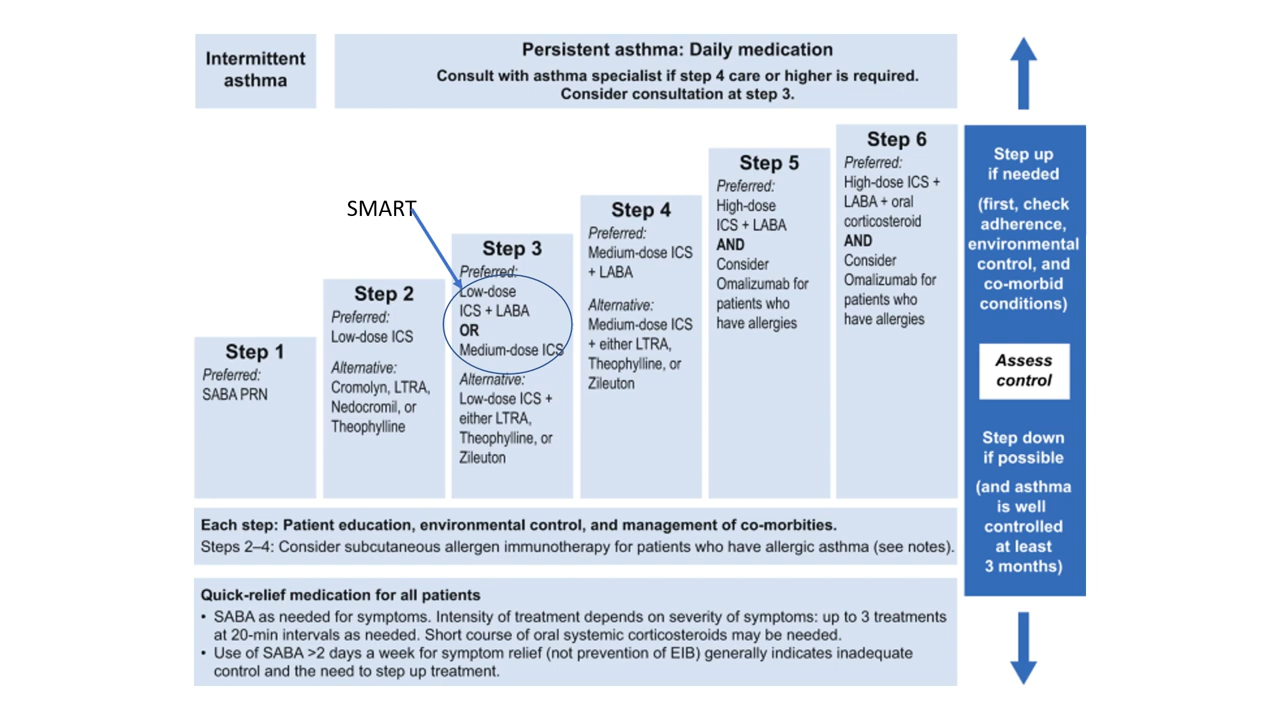 Intermittent
asthma
Persistent asthma: Daily medication
Consult with asthma specialist if step 4 care or higher is required.
Consider consultation at step 3.
SMART
Step 1
Preferred:
SABA PRN
Step 2
Preferred:
Low-dose ICS
Alternative:
Cromolyn, LTRA,
Nedocromil, or
Theophylline
Step 3
Preferred:
Low-dose
ICS + LABA
OR
Medium-dose ICS
Alternative:
Low-dose ICS +
either LTRA,
Theophylline, or
Zileuton
Step 4
Preferred:
Medium-dose ICS
+ LABA
Alternative:
Medium-dose ICS
+ either LTRA,
Theophylline, or
Zileuton
Step 5
Preferred:
High-dose
ICS + LABA
AND
Consider
Omalizumab for
patients who
have allergies
Step 6
Preferred:
High-dose ICS +
LABA + oral
corticosteroid
AND
Consider
Omalizumab for
patients who
have allergies
Step up
if needed
(first, check
adherence,
environmental
control, and
co-morbid
conditions)
Assess
control
Step down
if possible
(and asthma
is well
controlled
at least
3 months)
Each step: Patient education, environmental control, and management of co-morbities.
Steps 2–4: Consider subcutaneous allergen immunotherapy for patients who have allergic asthma (see notes).
Quick-relief medication for all patients
• SABA as needed for symptoms. Intensity of treatment depends on severity of symptoms: up to 3 treatments
at 20-min intervals as needed. Short course of oral systemic corticosteroids may be needed.
• Use of SABA >2 days a week for symptom relief (not prevention of EIB) generally indicates inadequate
control and the need to step up treatment.